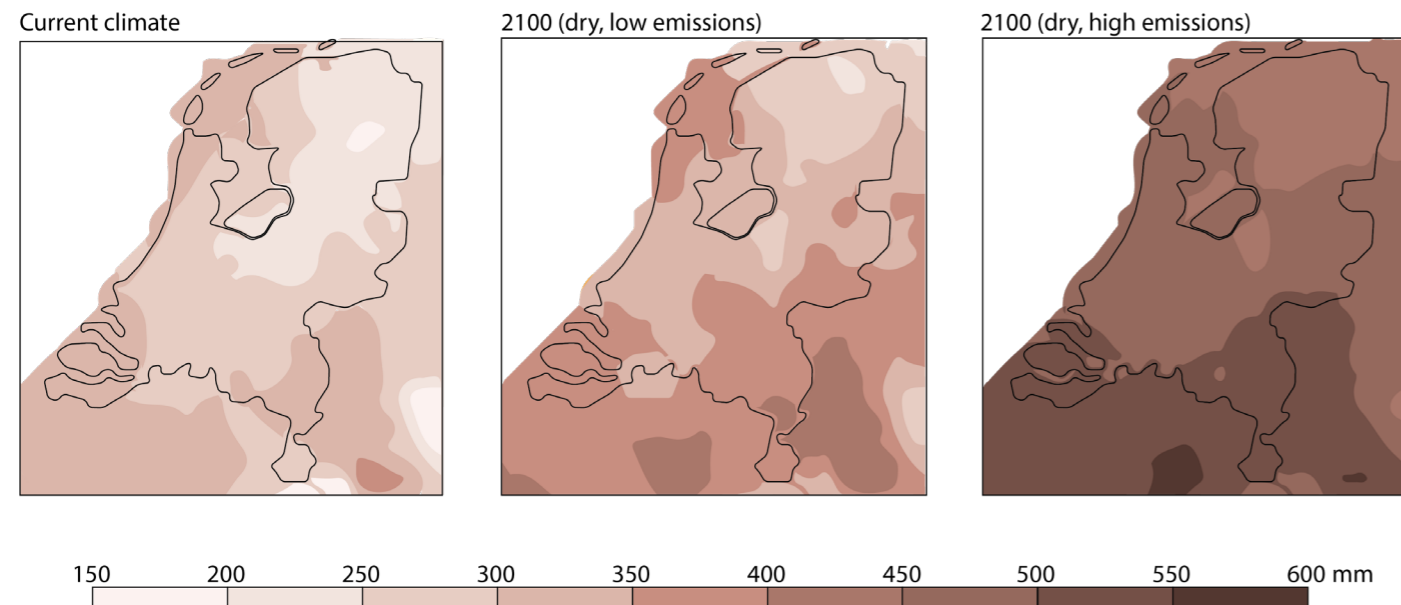 Current climate
2100 (dry, low emissions)
2100 (dry, high emissions)
150 200 250 300 350 400 450 500 550 600 mm